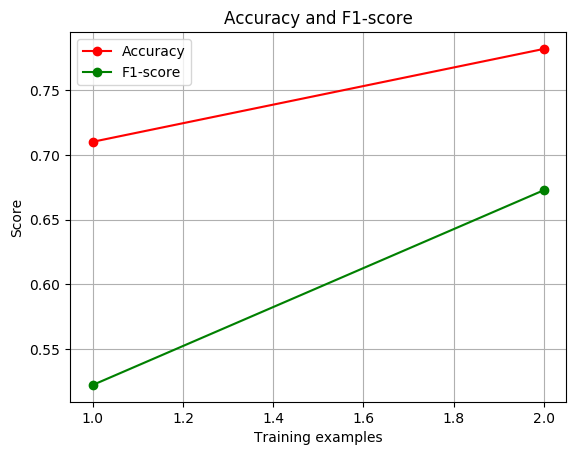 Accuracy and F1-score
Accuracy
F1-score
0.75
0.70
0.65
0.60
0.55
Score
1.0 1.2 1.4 1.6 1.8 2.0
Training examples